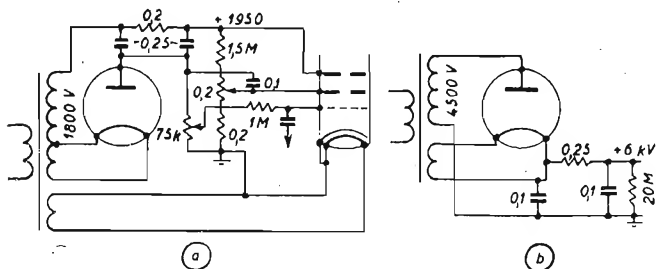 0,2
+ 1950
-0,25-
1,5M
1800 V
0,1
0,2
75k
1M
0,2
a
4500 V
0,25
+6 kV
0,1
0,1
20M
b